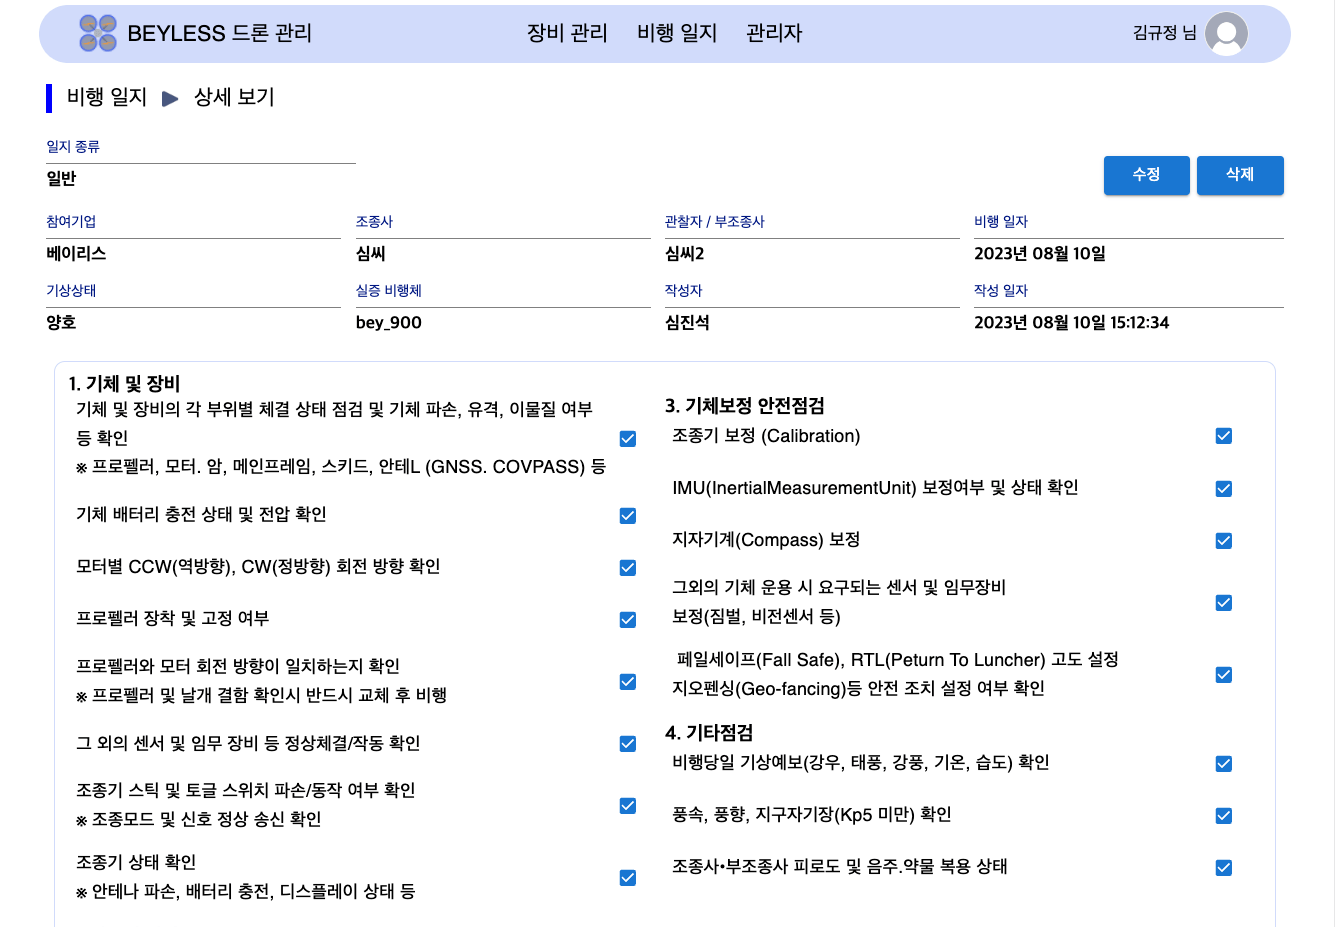 BEYLESS 드론 관리
장비 관리 비행 일지 관리자
김규정 님
비행 일지 ▶ 상세 보기
일지 종류
일반
수정 삭제
참여기업 조종사 관찰자 / 부조종사 비행 일자
베이리스 심씨 심씨2 2023년 08월 10일
기상상태 실증 비행체 작성자 작성 일자
양호 bey_900 심진석 2023년 08월 10일 15:12:34
1. 기체 및 장비
기체 및 장비의 각 부위별 체결 상태 점검 및 기체 파손, 유격, 이물질 여부
등 확인
※ 프로펠러, 모터. 암, 메인프레임, 스키드, 안테L (GNSS. COVPASS) 등
기체 배터리 충전 상태 및 전압 확인
모터별 CCW(역방향), CW(정방향) 회전 방향 확인
프로펠러 장착 및 고정 여부
프로펠러와 모터 회전 방향이 일치하는지 확인
※ 프로펠러 및 날개 결함 확인시 반드시 교체 후 비행
그 외의 센서 및 임무 장비 등 정상체결/작동 확인
조종기 스틱 및 토글 스위치 파손/동작 여부 확인
※ 조종모드 및 신호 정상 송신 확인
조종기 상태 확인
※ 안테나 파손, 배터리 충전, 디스플레이 상태 등
3. 기체보정 안전점검
조종기 보정 (Calibration)
IMU(InertialMeasurementUnit) 보정여부 및 상태 확인
지자기계(Compass) 보정
그외의 기체 운용 시 요구되는 센서 및 임무장비
보정(짐벌, 비전센서 등)
페일세이프(Fall Safe), RTL(Peturn To Luncher) 고도 설정
지오펜싱(Geo-fancing)등 안전 조치 설정 여부 확인
4. 기타점검
비행당일 기상예보(강우, 태풍, 강풍, 기온, 습도) 확인
풍속, 풍향, 지구자기장(Kp5 미만) 확인
조종사•부조종사 피로도 및 음주.약물 복용 상태